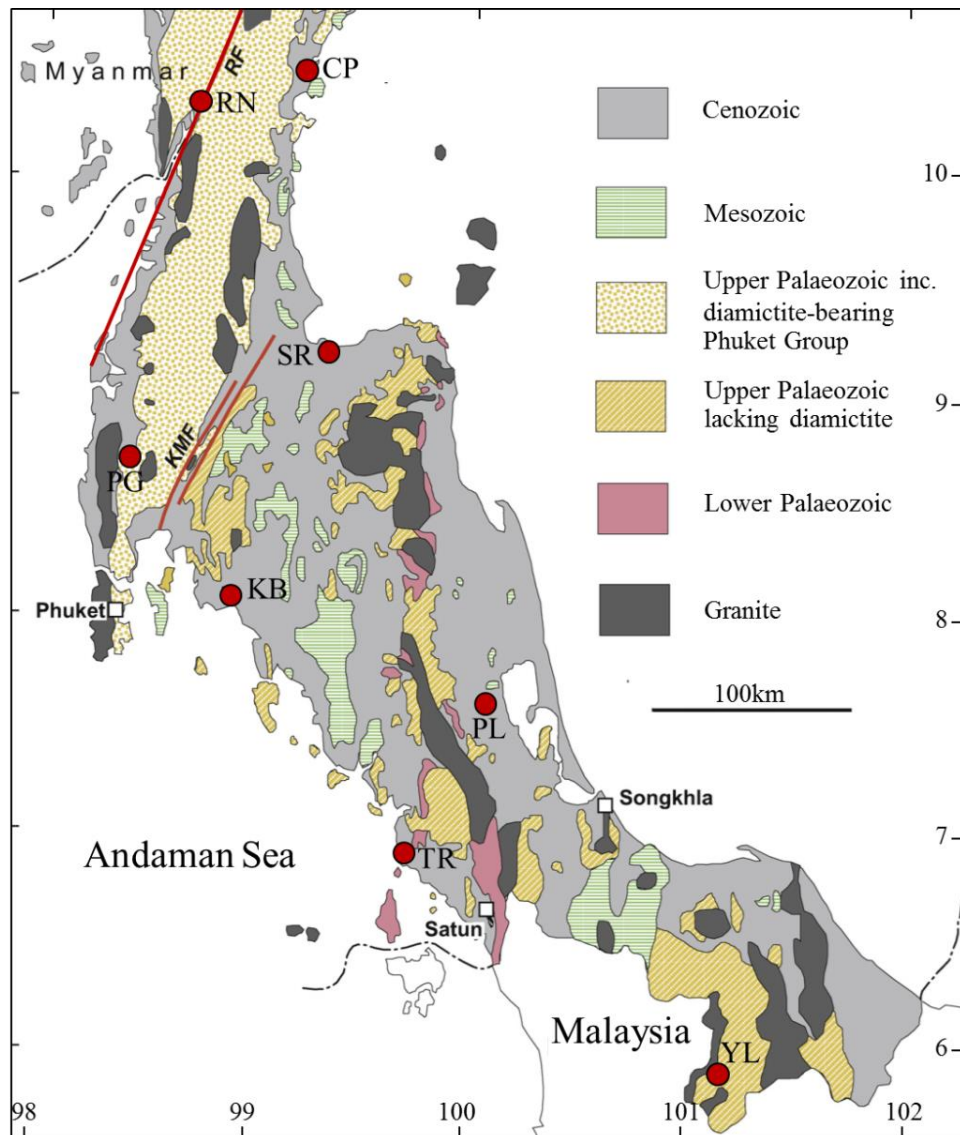 Myanmar
RF
CP
RN
Cenozoic
10
Mesozoic
Upper Palaeozoic inc.
diamictite-bearing
Phuket Group
SR
9
KMF
Upper Palaeozoic
lacking diamictite
PG
Lower Palaeozoic
KB
Phuket
Granite
8
100km
PL
Songkhla
7
Andaman Sea
TR
Satun
Malaysia
YL
6
98
99
100
101
102